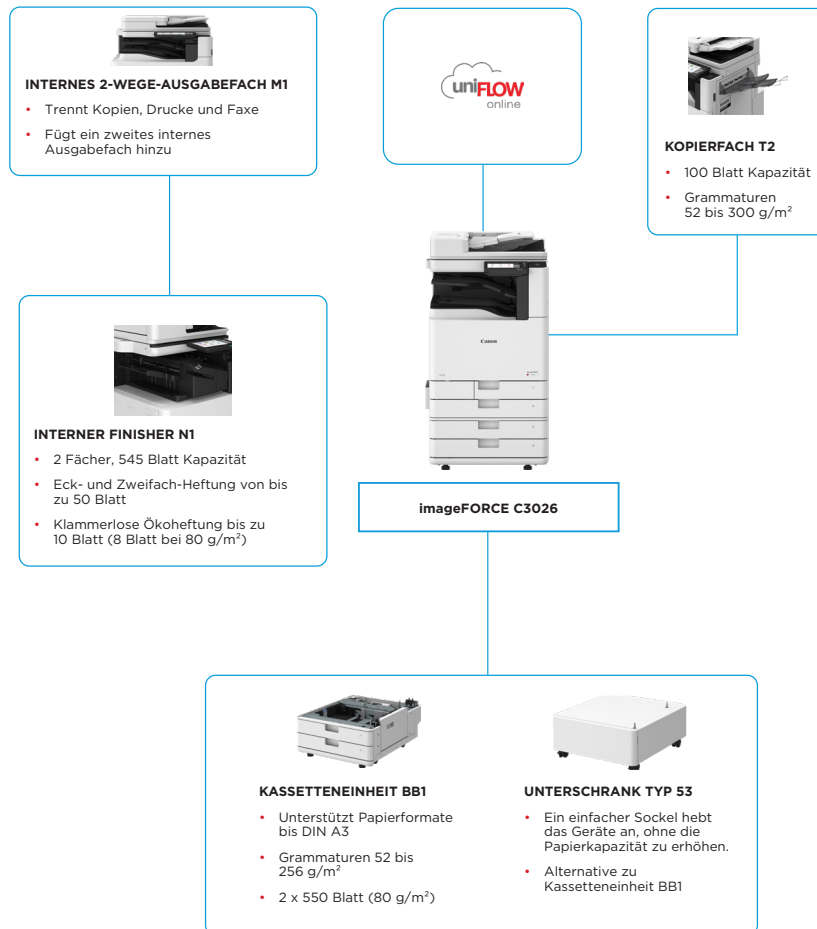 INTERNES 2-WEGE-AUSGABEFACH M1
• Trennt Kopien, Drucke und Faxe
• Fügt ein zweites internes
Ausgabefach hinzu
uniFLOW
online
KOPIERFACH T2
• 100 Blatt Kapazität
• Grammaturen
52 bis 300 g/m²
Canon
INTERNER FINISHER N1
• 2 Fächer, 545 Blatt Kapazität
• Eck- und Zweifach-Heftung von bis
zu 50 Blatt
• Klammerlose Ökoheftung bis zu
10 Blatt (8 Blatt bei 80 g/m²)
imageFORCE C3026
KASSETTENEINHEIT BB1
• Unterstützt Papierformate
bis DIN A3
• Grammaturen 52 bis
256 g/m²
• 2 x 550 Blatt (80 g/m²)
UNTERSCHRANK TYP 53
• Ein einfacher Sockel hebt
das Geräte an, ohne die
Papierkapazität zu erhöhen.
• Alternative zu
Kassetteneinheit BB1